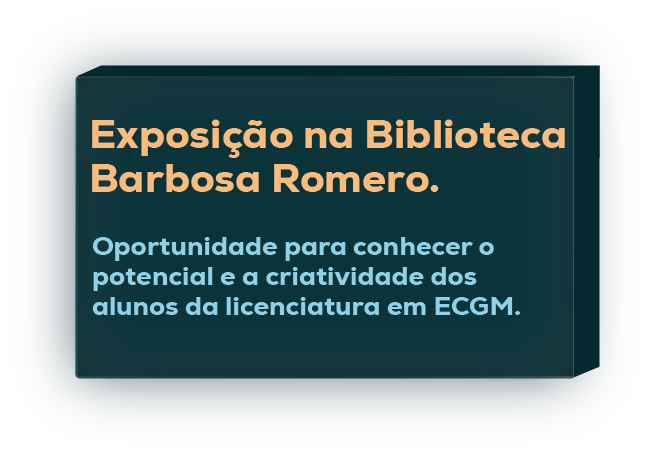 Exposição na Biblioteca
Barbosa Romero.
Oportunidade para conhecer o
potencial e a criatividade dos
alunos da licenciatura em ECGM.